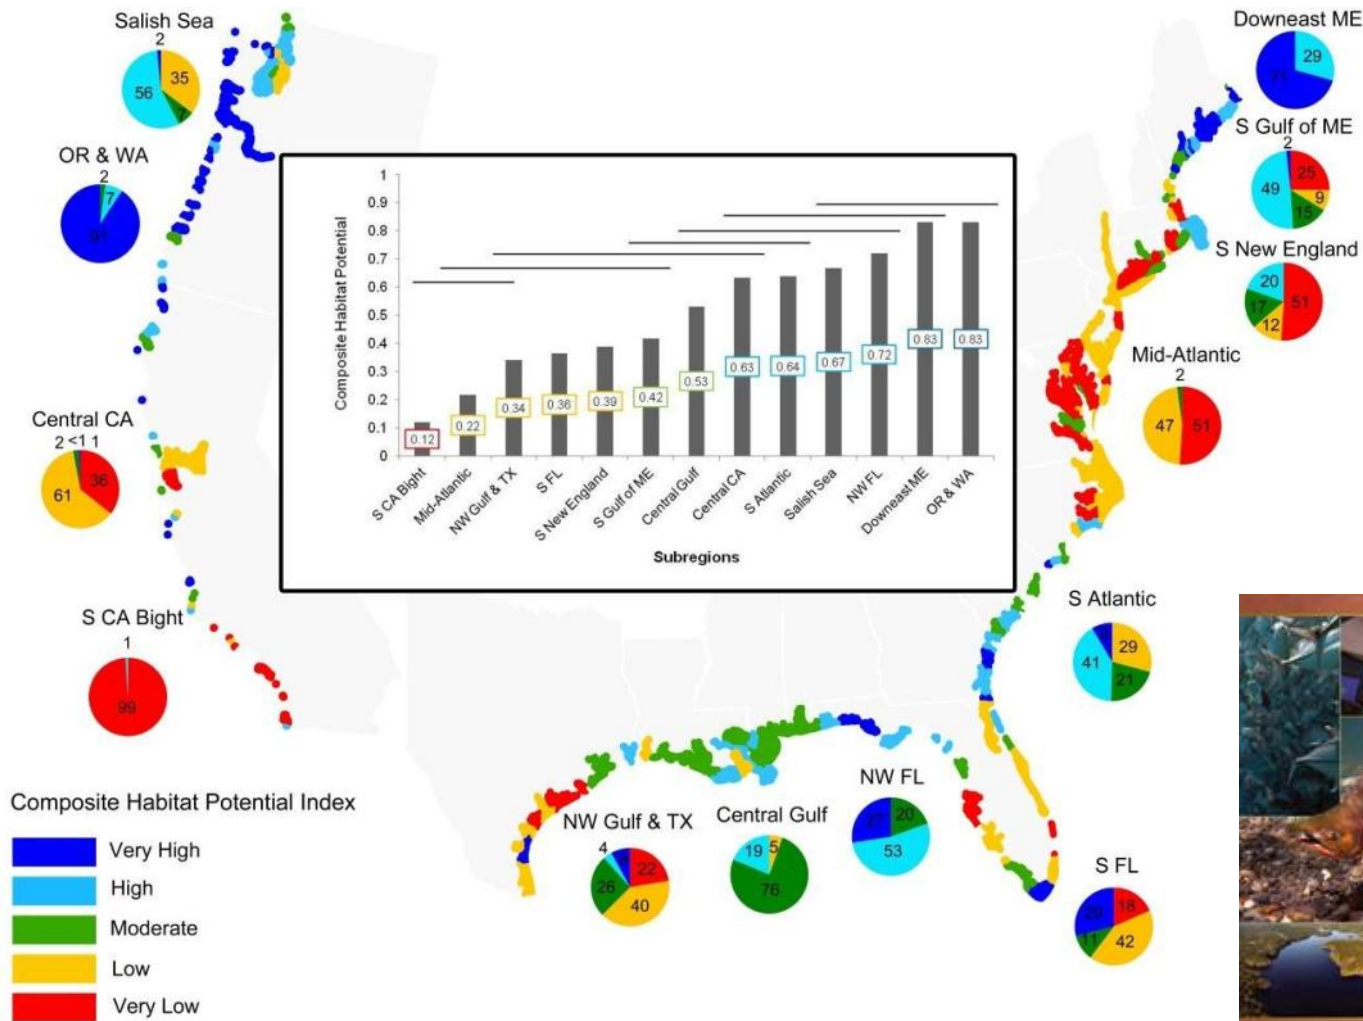 Salish Sea
2
35
56
7
OR & WA
2
7
91
Central CA
2 <1 1
36
61
S CA Bight
1
99
Composite Habitat Potential Index
Very High
High
Moderate
Low
Very Low
Composite Habitat Potential
1
0.9
0.8
0.7
0.6
0.5
0.4
0.3
0.2
0.1
0
0.12
0.22
0.34
0.36
0.39
0.42
0.53
0.63
0.64
0.67
0.72
0.83
0.83
S CA Bight
Mid-Atlantic
NW Gulf & TX
S FL
S New England
S Gulf of ME
Central Gulf
Central CA
S Atlantic
Salish Sea
NW FL
Downeast ME
OR & WA
Subregions
Downeast ME
29
71
S Gulf of ME
2
25
49
9
15
S New England
20
51
17
12
Mid-Atlantic
2
47
51
S Atlantic
29
41
21
NW FL
27
20
53
Central Gulf
19
5
76
NW Gulf & TX
4
22
26
40
S FL
29
18
11
42